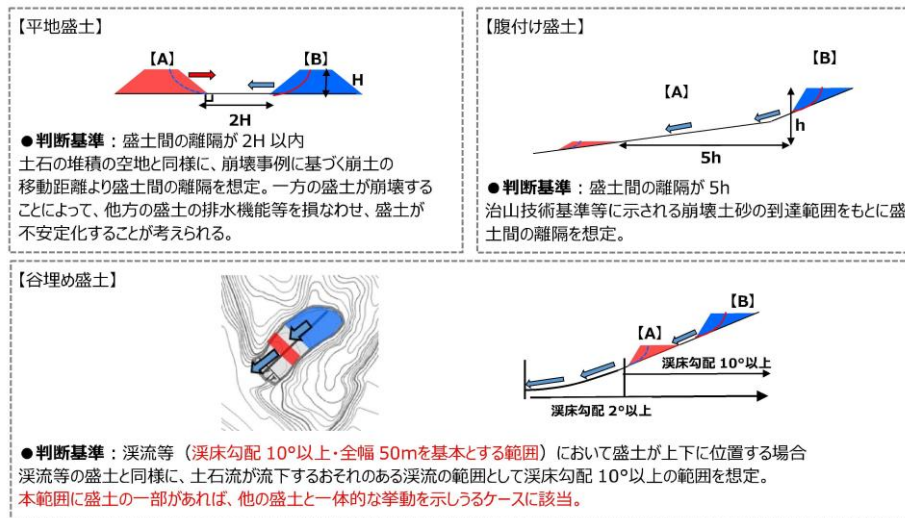 【平地盛土】
【A】
【B】
H
2H
●判断基準：盛土間の離隔が 2H 以内
土石の堆積の空地と同様に、崩壊事例に基づく崩土の
移動距離より盛土間の離隔を想定。一方の盛土が崩壊する
ことによって、他方の盛土の排水機能等を損なわせ、盛土が
不安定化することが考えられる。
【腹付け盛土】
【B】
【A】
h
5h
●判断基準：盛土間の離隔が 5h
治山技術基準等に示される崩壊土砂の到達範囲をもとに盛
土間の離隔を想定。
【谷埋め盛土】
【B】
【A】
渓床勾配 10°以上
渓床勾配 2°以上
●判断基準：渓流等（渓床勾配 10°以上・全幅 50mを基本とする範囲）において盛土が上下に位置する場合
渓流等の盛土と同様に、土石流が流下するおそれのある渓流の範囲として渓床勾配 10°以上の範囲を想定。
本範囲に盛土の一部があれば、他の盛土と一体的な挙動を示しうるケースに該当。